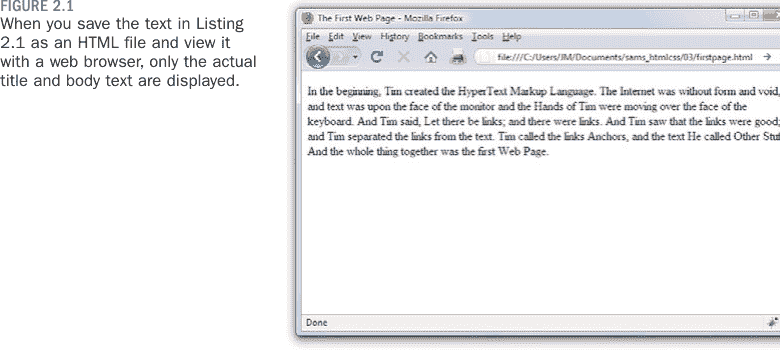 FIGURE 2.1
When you save the text in Listing
2.1 as an HTML file and view it
with a web browser, only the actual
title and body text are displayed.
The First Web Page - Mozilla Firefox
File Edit View History Bookmarks Tools Help
file:///C:/Users/JM/Documents/sams_htmlcss/03/firstpage.html
In the beginning, Tim created the HyperText Markup Language. The Internet was without form and void,
and text was upon the face of the monitor and the Hands of Tim were moving over the face of the
keyboard. And Tim said, Let there be links; and there were links. And Tim saw that the links were good;
and Tim separated the links from the text. Tim called the links Anchors, and the text He called Other
And the whole thing together was the first Web Page.
Done